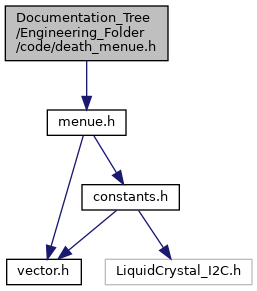 Documentation_Tree
/Engineering_Folder
/code/death_menue.h
menue.h
constants.h
vector.h
LiquidCrystal_I2C.h